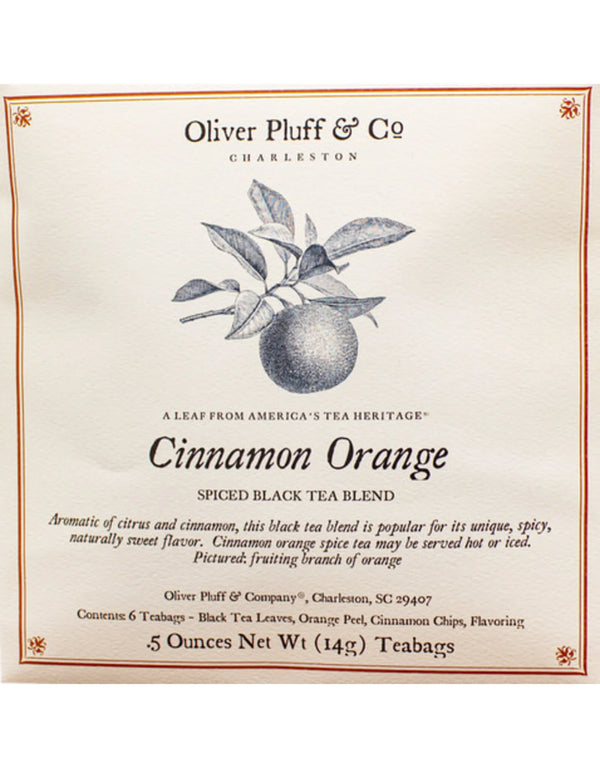 Oliver Pluff & Co
CHARLESTON
A LEAF FROM AMERICA'S TEA HERITAGE®
Cinnamon Orange
SPICED BLACK TEA BLEND
Aromatic of citrus and cinnamon, this black tea blend is popular for its unique, spicy,
naturally sweet flavor. Cinnamon orange spice tea may be served hot or iced.
Pictured: fruiting branch of orange
Oliver Pluff & Company®, Charleston, SC 29407
Contents: 6 Teabags - Black Tea Leaves, Orange Peel, Cinnamon Chips, Flavoring
.5 Ounces Net Wt (14g) Teabags